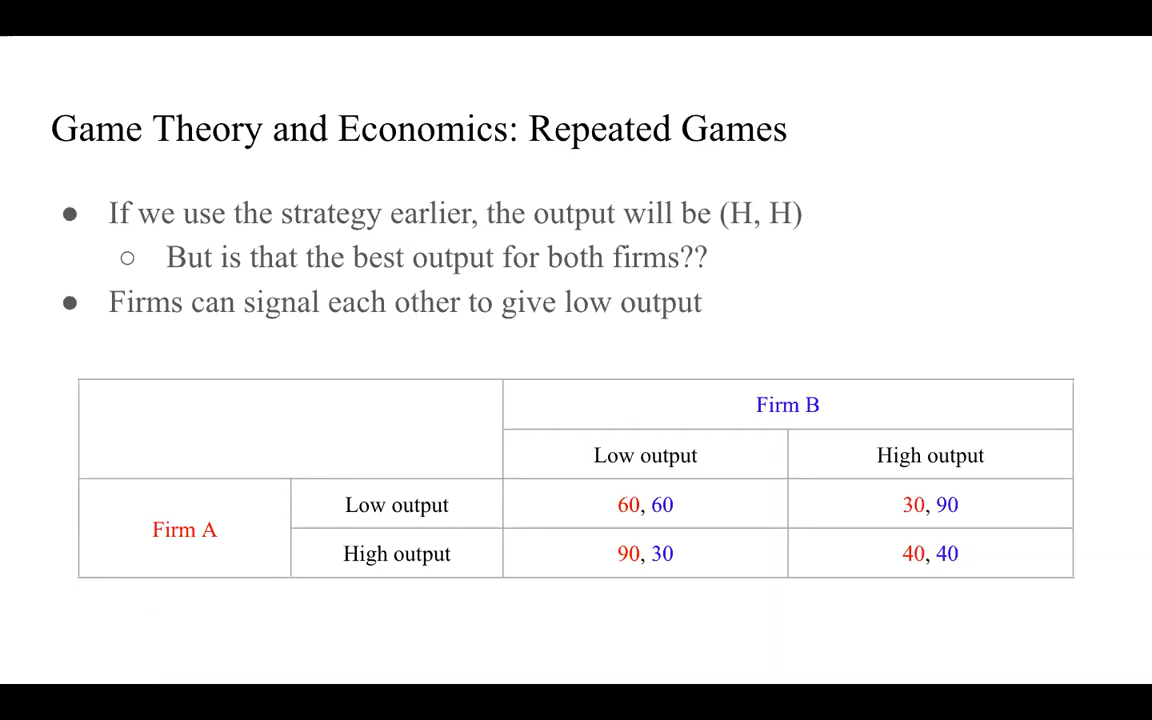 Game Theory and Economics: Repeated Games
● If we use the strategy earlier, the output will be (H, H)
○ But is that the best output for both firms??
● Firms can signal each other to give low output
Firm B
Low output High output
Firm A
Low output 60, 60 30, 90
High output 90, 30 40, 40